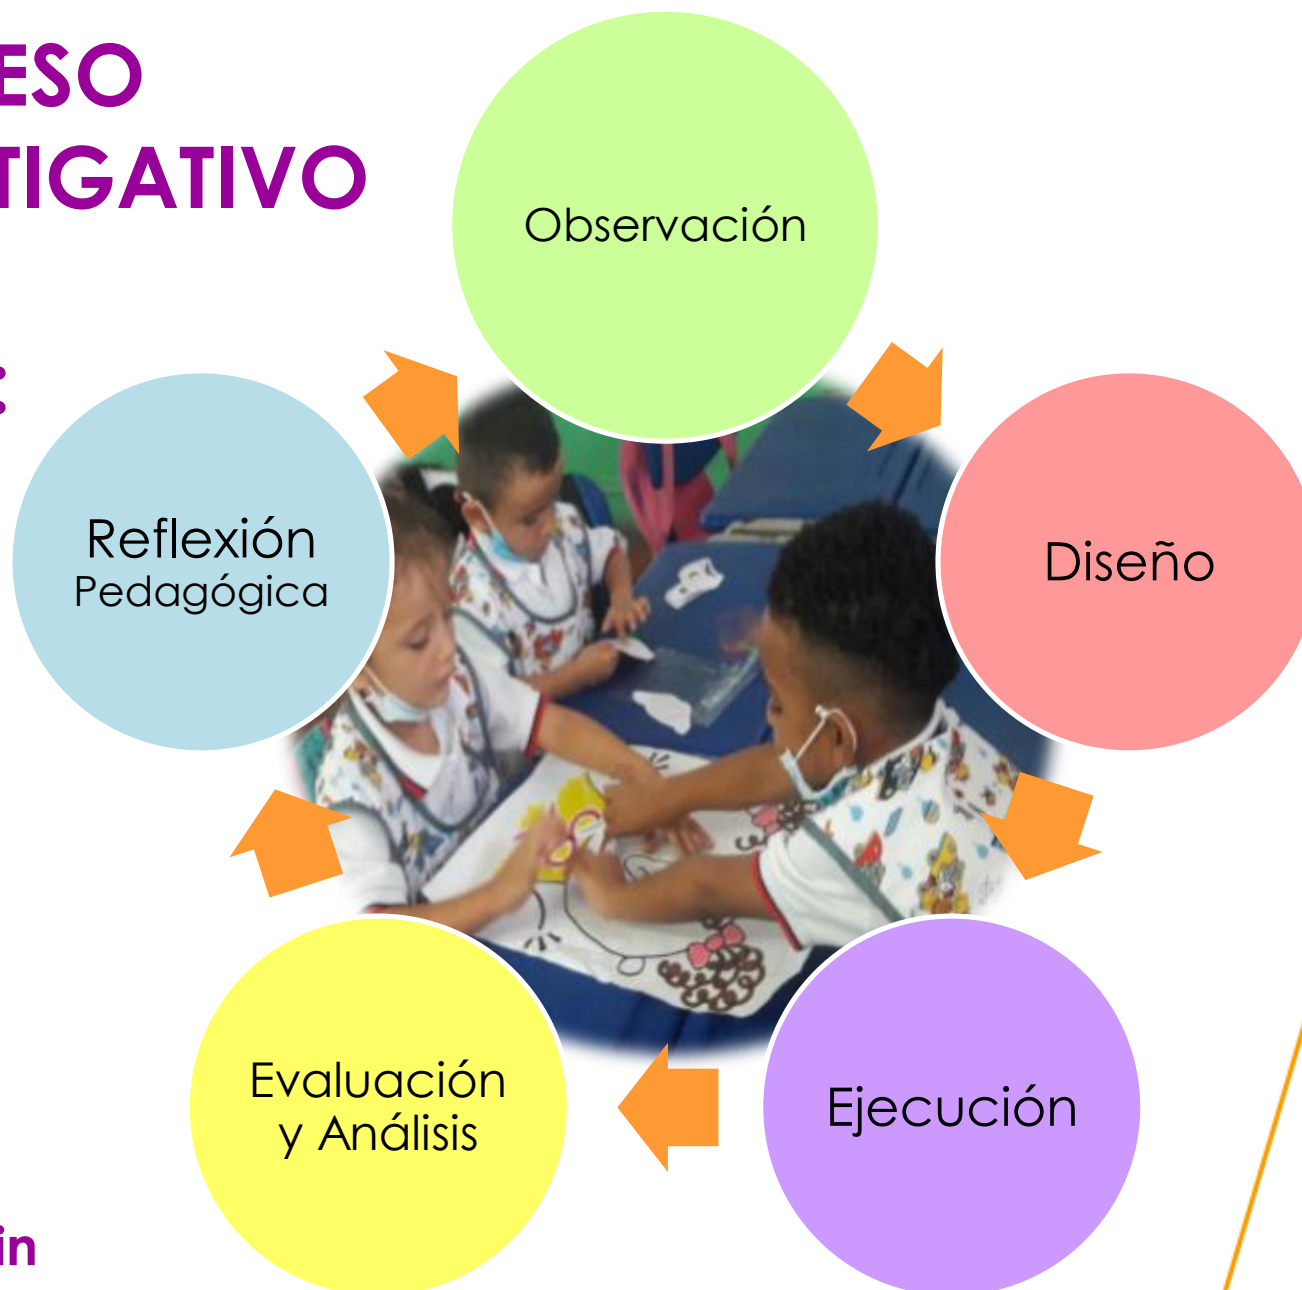 ESO
TIGATIVO
:
Observación
Diseño
Ejecución
Evaluación
y Análisis
Reflexión
Pedagógica
in